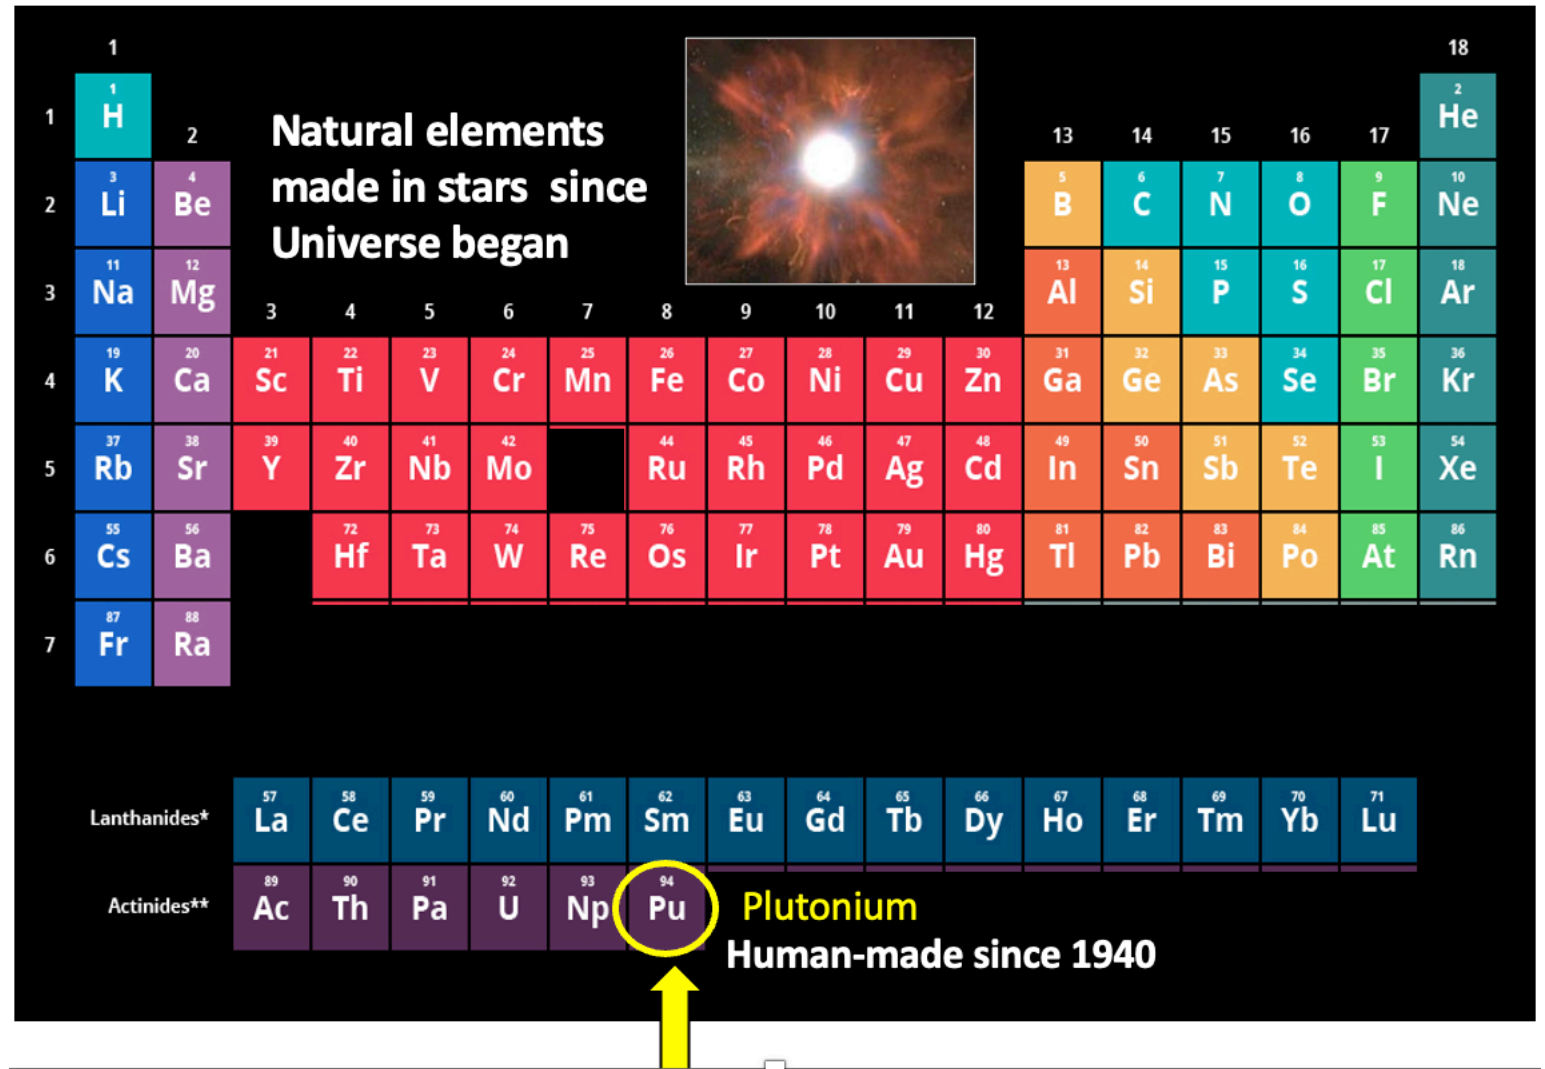 1 18
1 H 2 He
1 2 13 14 15 16 17
Natural elements
made in stars since
Universe began
2 3 Li 4 Be 5 B 6 C 7 N 8 O 9 F 10 Ne
3 11 Na 12 Mg 13 Al 14 Si 15 P 16 S 17 Cl 18 Ar
3 4 5 6 7 8 9 10 11 12
4 19 K 20 Ca 21 Sc 22 Ti 23 V 24 Cr 25 Mn 26 Fe 27 Co 28 Ni 29 Cu 30 Zn 31 Ga 32 Ge 33 As 34 Se 35 Br 36 Kr
5 37 Rb 38 Sr 39 Y 40 Zr 41 Nb 42 Mo 44 Ru 45 Rh 46 Pd 47 Ag 48 Cd 49 In 50 Sn 51 Sb 52 Te 53 I 54 Xe
6 55 Cs 56 Ba 72 Hf 73 Ta 74 W 75 Re 76 Os 77 Ir 78 Pt 79 Au 80 Hg 81 Tl 82 Pb 83 Bi 84 Po 85 At 86 Rn
7 87 Fr 88 Ra
Lanthanides* 57 La 58 Ce 59 Pr 60 Nd 61 Pm 62 Sm 63 Eu 64 Gd 65 Tb 66 Dy 67 Ho 68 Er 69 Tm 70 Yb 71 Lu
Actinides** 89 Ac 90 Th 91 Pa 92 U 93 Np 94 Pu
Plutonium
Human-made since 1940